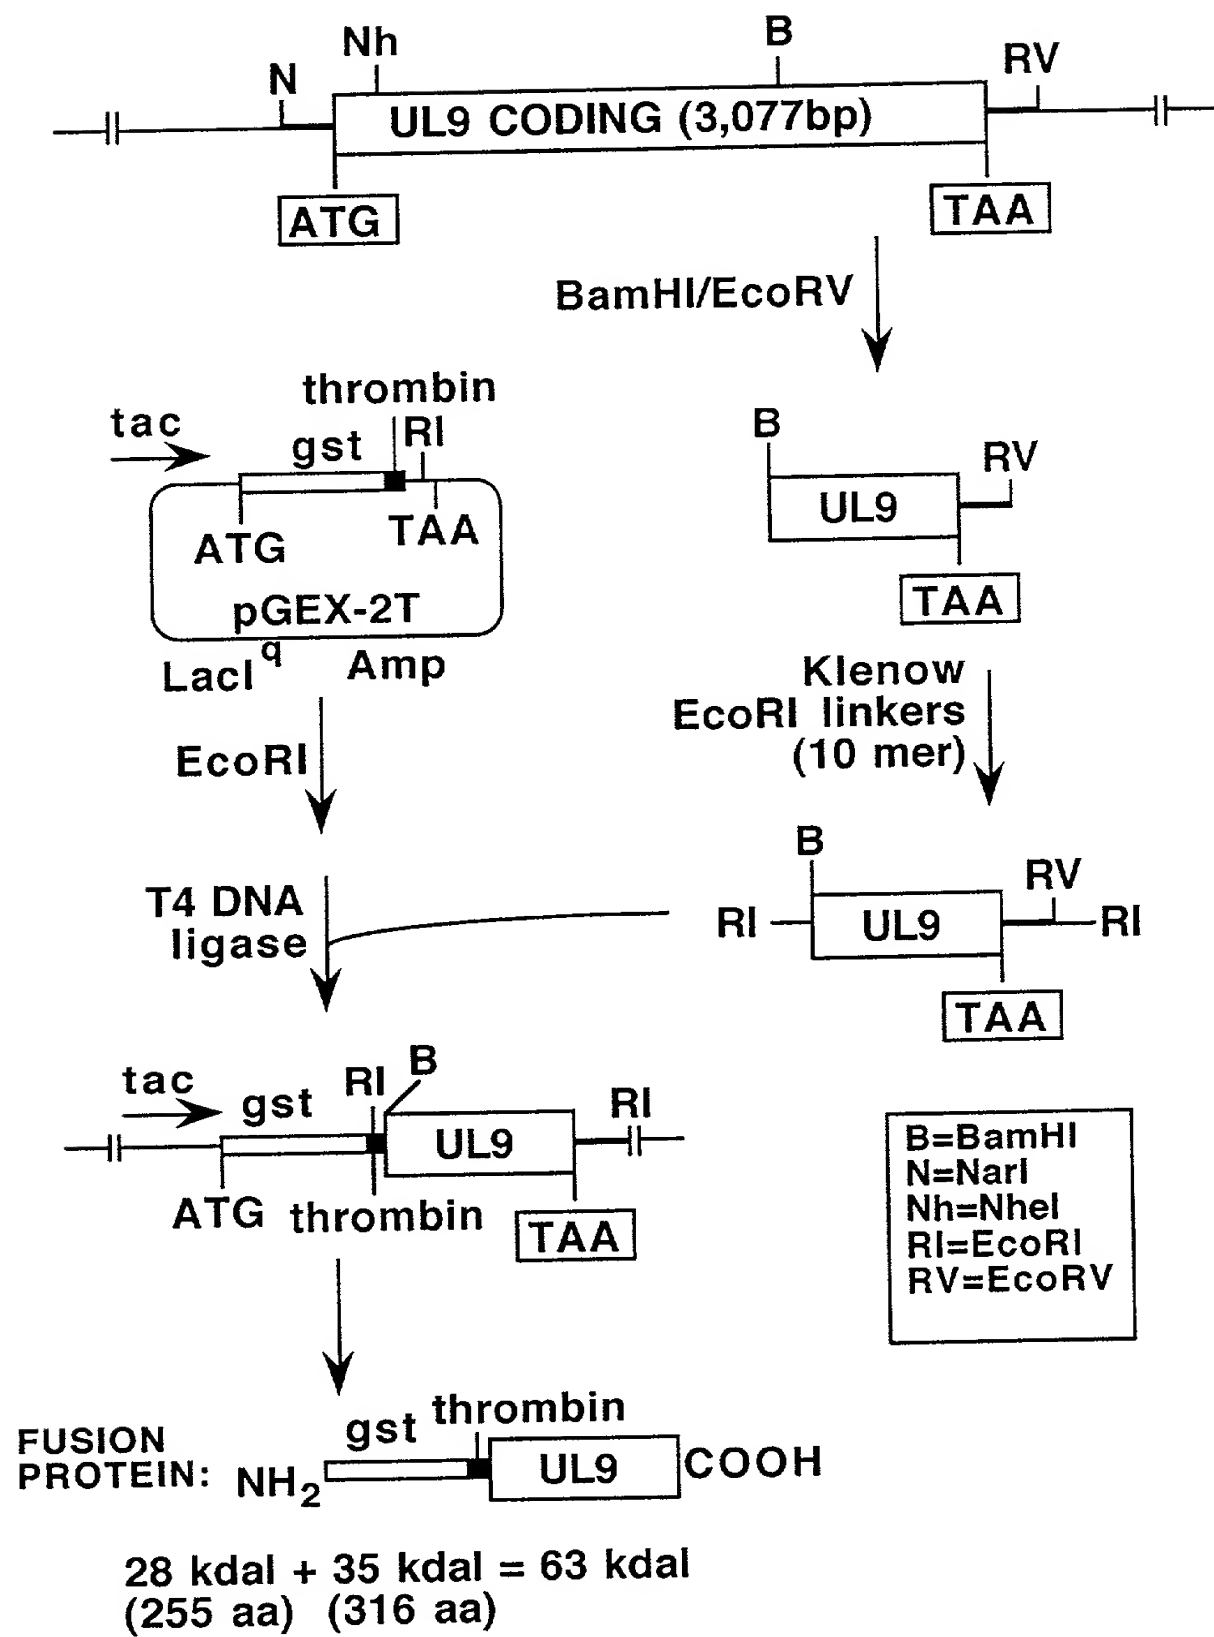 Nh
B
N
RV
UL9 CODING (3,077bp)
ATG
TAA
BamHI/EcoRV
thrombin
tac
gst
RI
ATG
TAA
pGEX-2T
LacI^q
Amp
B
RV
UL9
TAA
Klenow
EcoRI linkers
(10 mer)
EcoRI
T4 DNA
ligase
B
RV
RI
UL9
RI
TAA
tac
gst
RI
B
UL9
RI
ATG
thrombin
TAA
B=BamHI
N=NarI
Nh=NheI
RI=EcoRI
RV=EcoRV
FUSION
PROTEIN:
NH2
gst
thrombin
UL9
COOH
28 kdal + 35 kdal = 63 kdal
(255 aa) (316 aa)